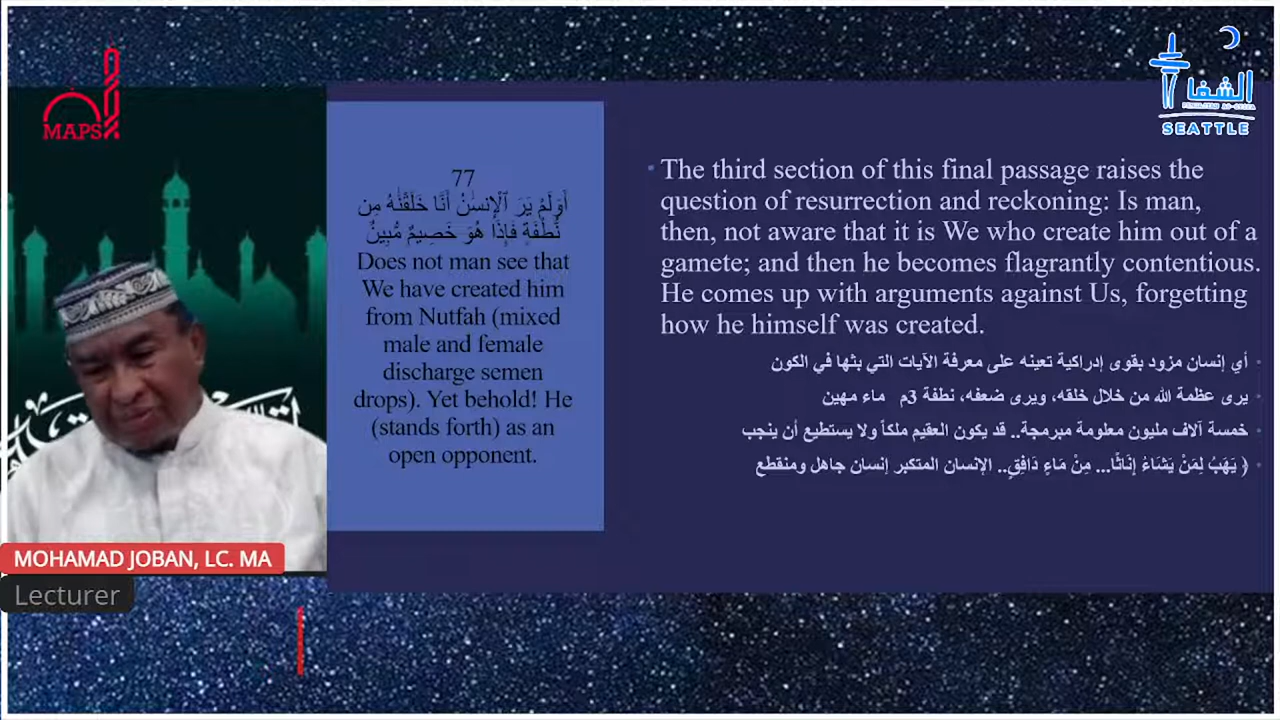 MAPS
الشفاء
PENGAJIAN AS-SYIFA
SEATTLE
77
أَوَلَمْ يَرَ ٱلْإِنسَٰنُ أَنَّا خَلَقْنَٰهُ مِن
نُّطْفَةٍ فَإِذَا هُوَ خَصِيمٌ مُّبِينٌ
Does not man see that
We have created him
from Nutfah (mixed
male and female
discharge semen
drops). Yet behold! He
(stands forth) as an
open opponent.
The third section of this final passage raises the
question of resurrection and reckoning: Is man,
then, not aware that it is We who create him out of a
gamete; and then he becomes flagrantly contentious.
He comes up with arguments against Us, forgetting
how he himself was created.
أي إنسان مزود بقوى إدراكية تعينه على معرفة الآيات التي بثها في الكون
يرى عظمة الله من خلال خلقه، ويرى ضعفه، نطفة 3م ماء مهين
خمسة آلاف مليون معلومة مبرمجة.. قد يكون العقيم ملكاً ولا يستطيع أن ينجب
﴿ يَهَبُ لِمَنْ يَشَاءُ إِنَاثًا... مِنْ مَاءٍ دَافِقٍ.. الإنسان المتكبر إنسان جاهل ومنقطع
MOHAMAD JOBAN, LC. MA
Lecturer